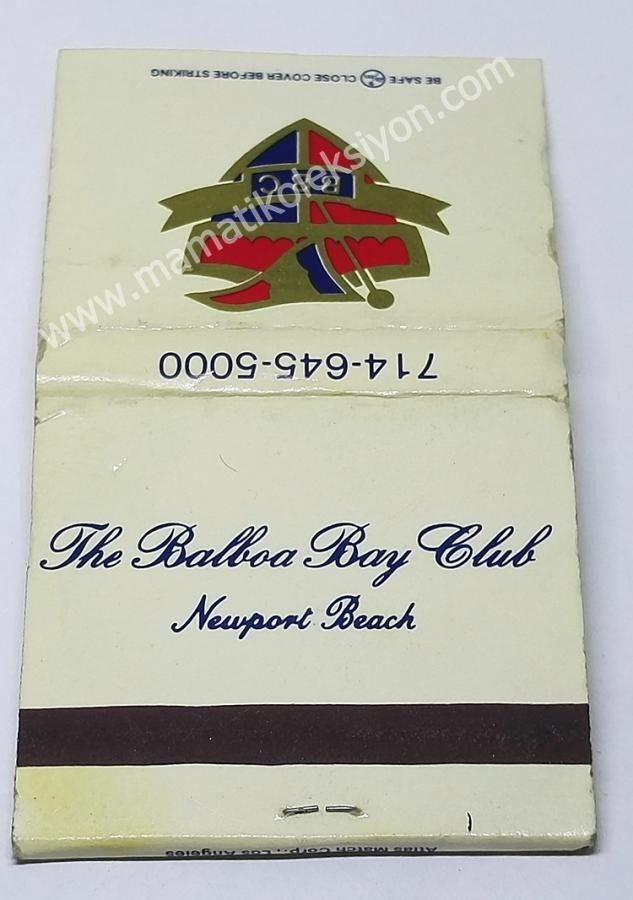 BE SAFE CLOSE COVER BEFORE STRIKING
B B C
www.mamatikoleksiyon.com
714-645-5000
The Balboa Bay Club
Newport Beach
Atlas Match Corp., Los Angeles